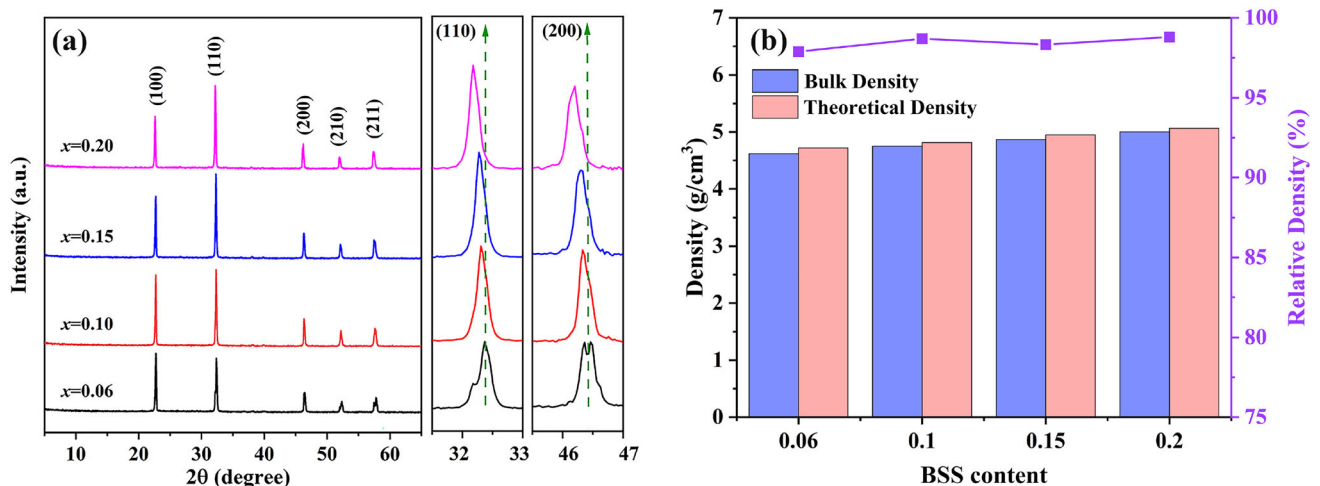 (a)
(100)
(110)
(200)
(210)
(211)
x=0.20
x=0.15
x=0.10
x=0.06
Intensity (a.u.)
10 20 30 40 50 60
2θ (degree)
(110)
32 33
(200)
46 47
(b)
Bulk Density
Theoretical Density
7
6
5
4
3
2
1
0
Density (g/cm³)
100
95
90
85
80
75
Relative Density (%)
0.06 0.1 0.15 0.2
BSS content